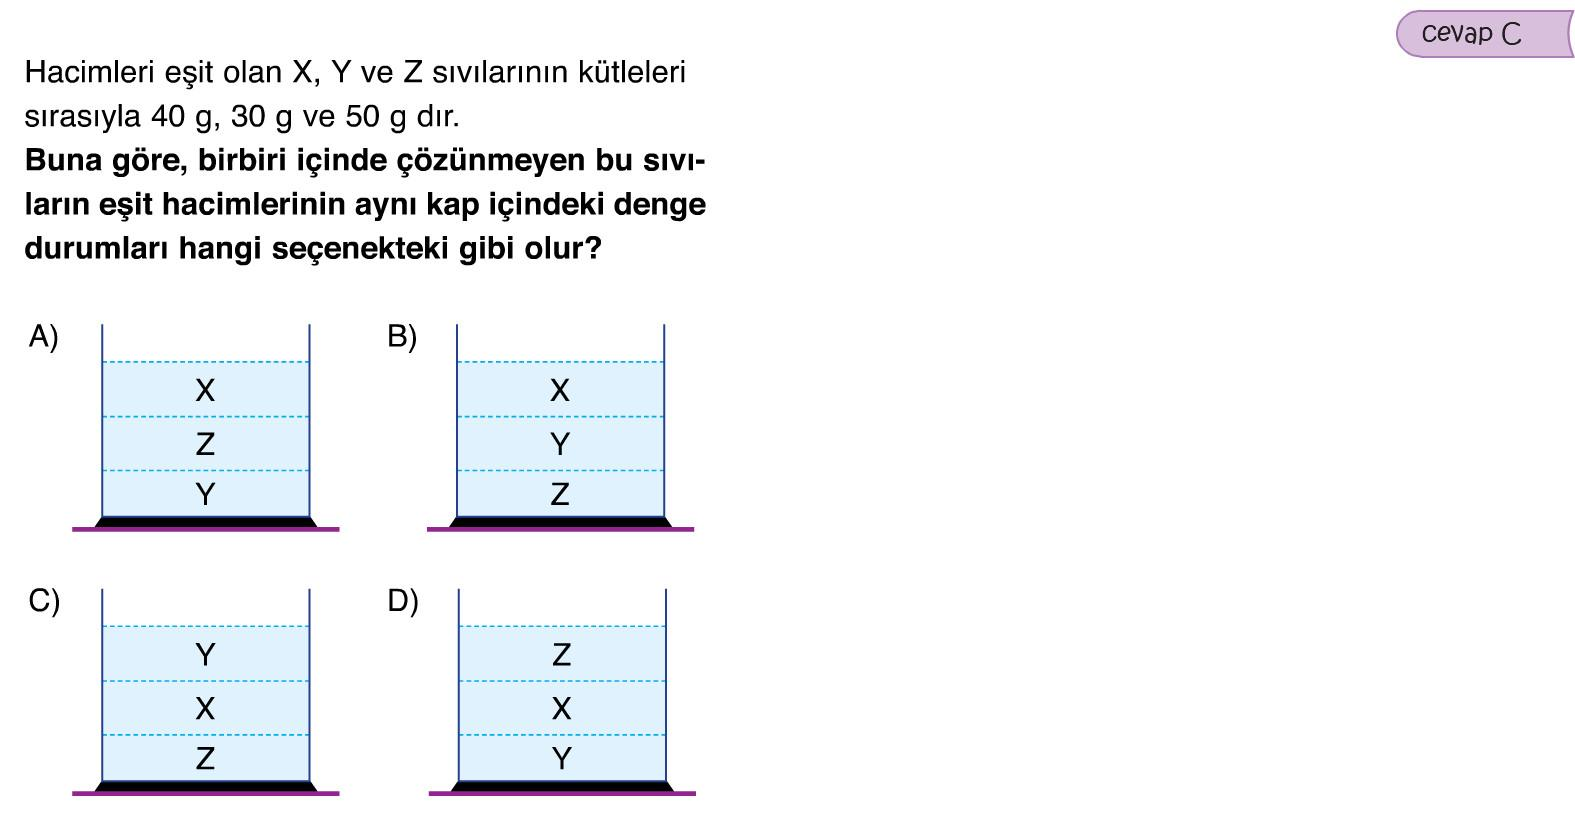 cevap C
Hacimleri eşit olan X, Y ve Z sıvılarının kütleleri
sırasıyla 40 g, 30 g ve 50 g dır.
Buna göre, birbiri içinde çözünmeyen bu sıvı-
ların eşit hacimlerinin aynı kap içindeki denge
durumları hangi seçenekteki gibi olur?
A)
X
Z
Y
B)
X
Y
Z
C)
Y
X
Z
D)
Z
X
Y